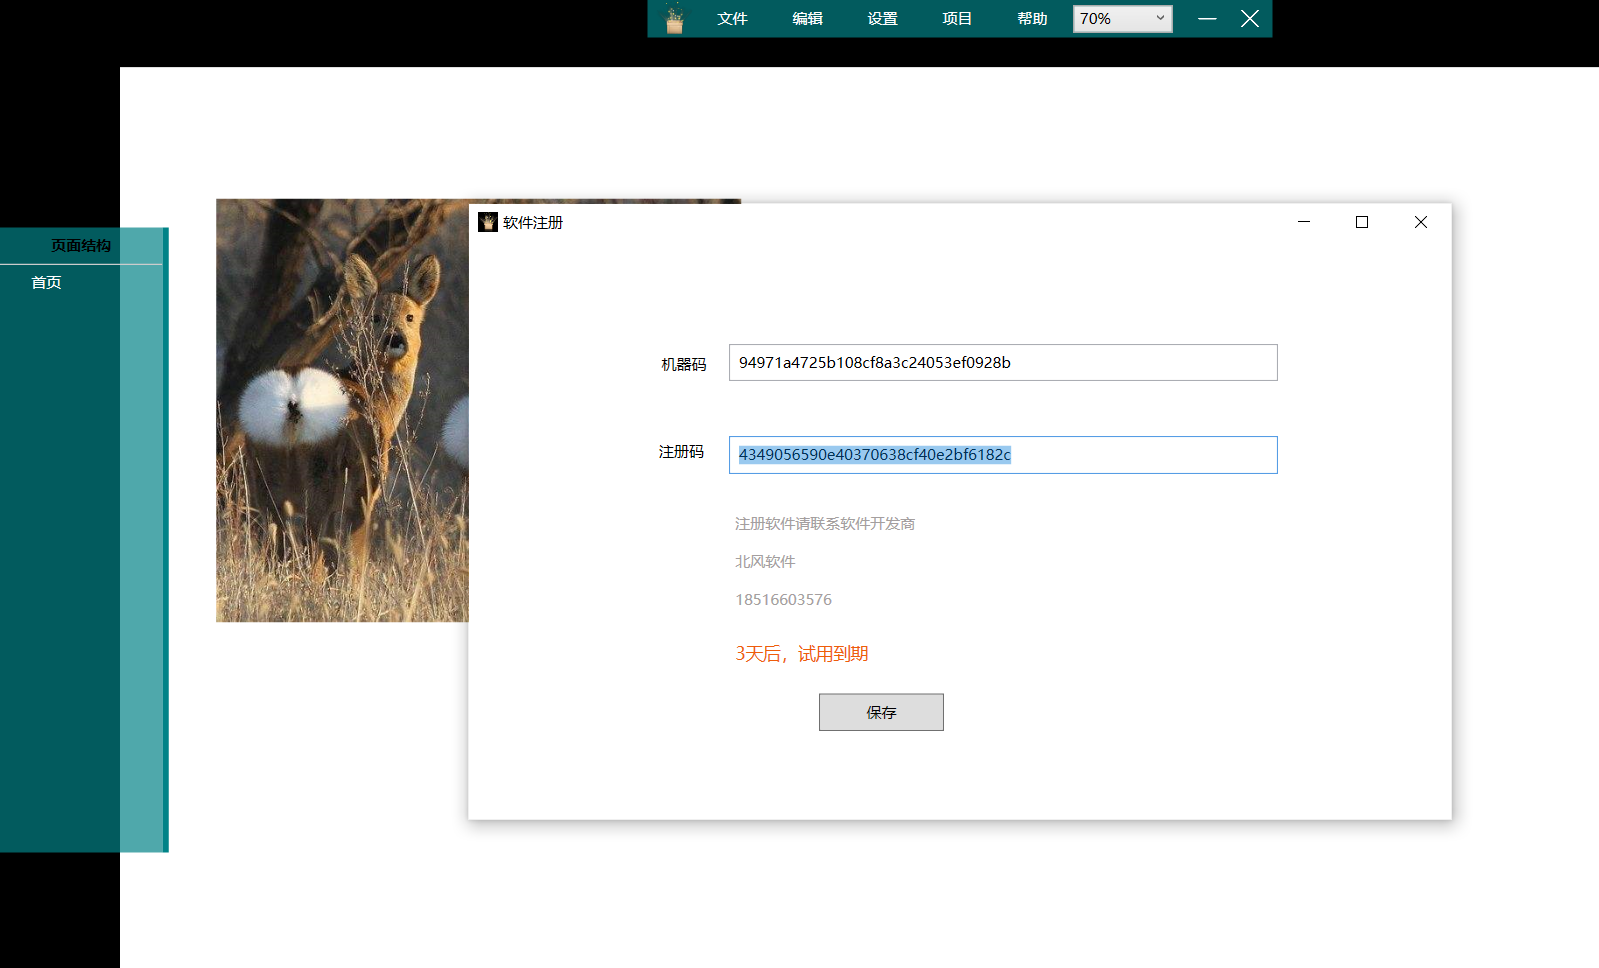 文件 编辑 设置 项目 帮助 70%
页面结构
首页
软件注册
机器码 94971a4725b108cf8a3c24053ef0928b
注册码 4349056590e40370638cf40e2bf6182c
注册软件请联系软件开发商
北风软件
18516603576
3天后，试用到期
保存